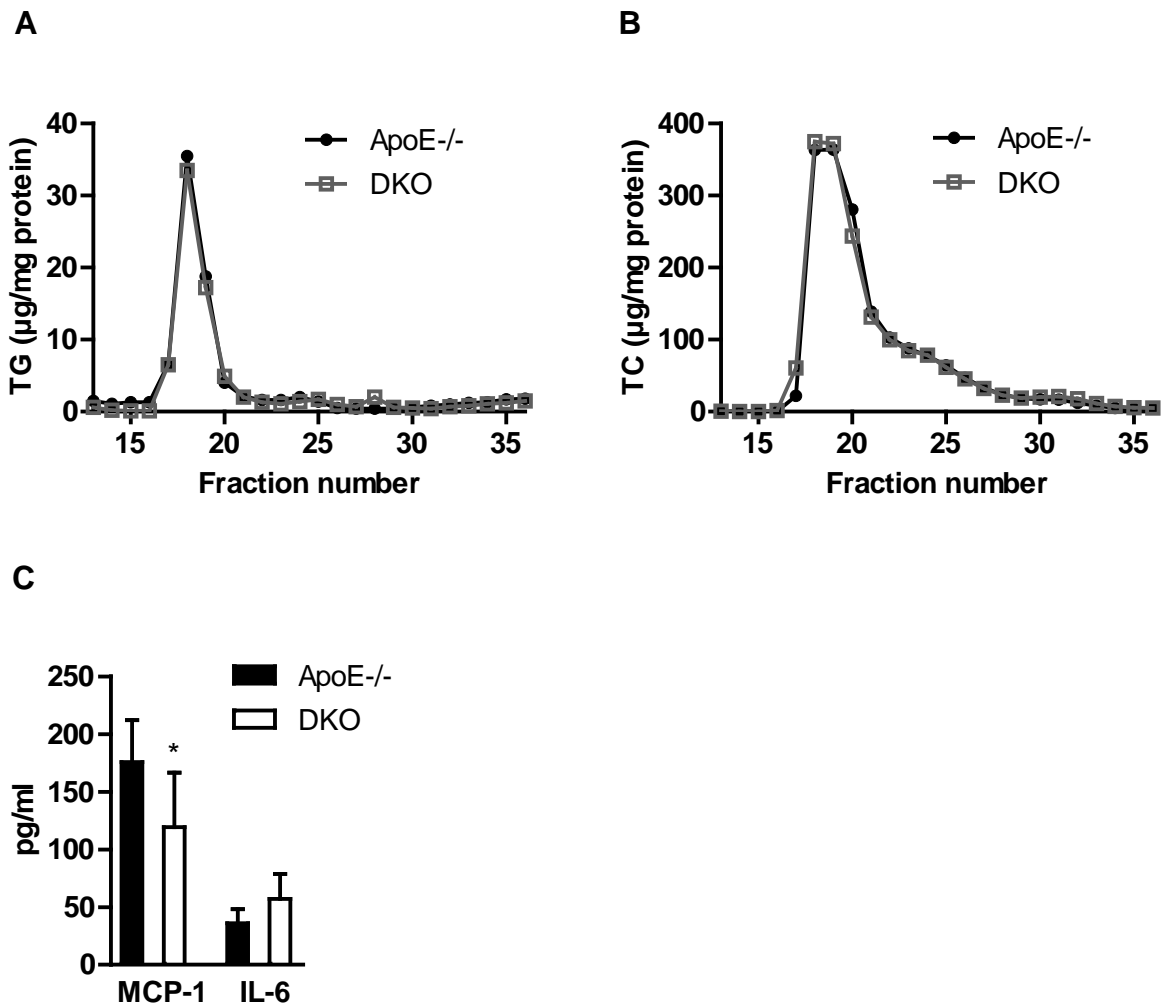 A
TG (µg/mg protein)
40
30
20
10
0
15 20 25 30 35
Fraction number
ApoE-/-
DKO
B
TC (µg/mg protein)
400
300
200
100
0
15 20 25 30 35
Fraction number
ApoE-/-
DKO
C
pg/ml
250
200
150
100
50
0
*
MCP-1 IL-6
ApoE-/-
DKO